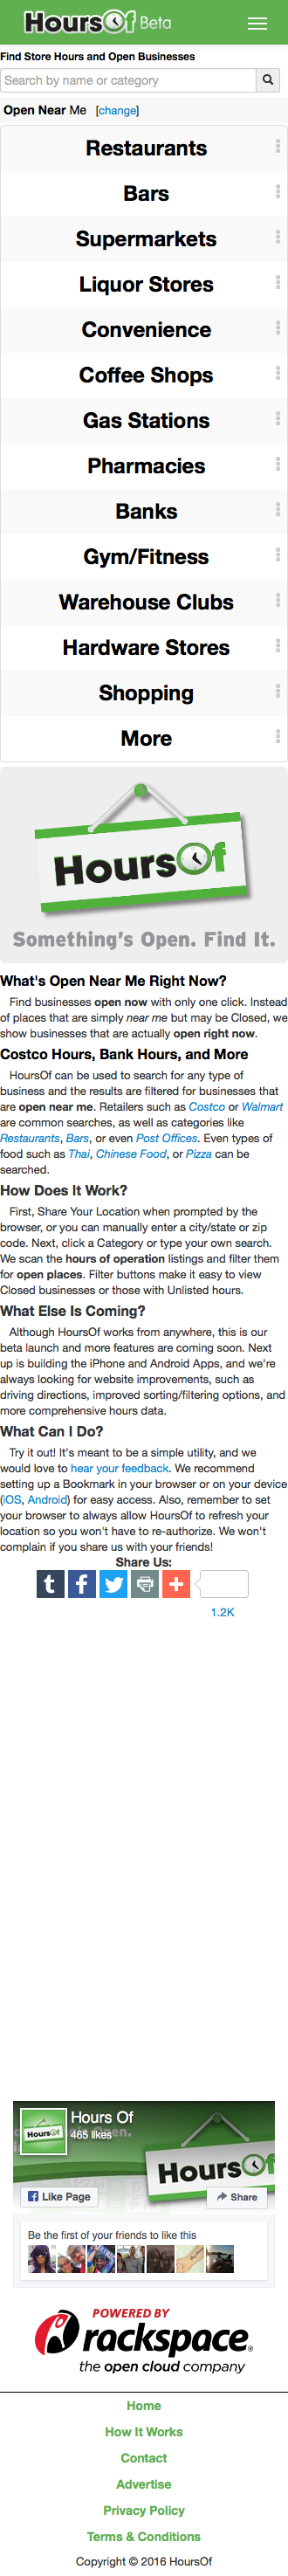 HoursOf Beta
Find Store Hours and Open Businesses
Search by name or category
Open Near Me [change]
Restaurants
Bars
Supermarkets
Liquor Stores
Convenience
Coffee Shops
Gas Stations
Pharmacies
Banks
Gym/Fitness
Warehouse Clubs
Hardware Stores
Shopping
More
HoursOf
Something's Open. Find It.
What's Open Near Me Right Now?
Find businesses open now with only one click. Instead
of places that are simply near me but may be Closed, we
show businesses that are actually open right now.
Costco Hours, Bank Hours, and More
HoursOf can be used to search for any type of
business and the results are filtered for businesses that
are open near me. Retailers such as Costco or Walmart
are common searches, as well as categories like
Restaurants, Bars, or even Post Offices. Even types of
food such as Thai, Chinese Food, or Pizza can be
searched.
How Does It Work?
First, Share Your Location when prompted by the
browser, or you can manually enter a city/state or zip
code. Next, click a Category or type your own search.
We scan the hours of operation listings and filter them
for open places. Filter buttons make it easy to view
Closed businesses or those with Unlisted hours.
What Else Is Coming?
Although HoursOf works from anywhere, this is our
beta launch and more features are coming soon. Next
up is building the iPhone and Android Apps, and we're
always looking for website improvements, such as
driving directions, improved sorting/filtering options, and
more comprehensive hours data.
What Can I Do?
Try it out! It's meant to be a simple utility, and we
would love to hear your feedback. We recommend
setting up a Bookmark in your browser or on your device
(iOS, Android) for easy access. Also, remember to set
your browser to always allow HoursOf to refresh your
location so you won't have to re-authorize. We won't
complain if you share us with your friends!
Share Us:
1.2K
Hours Of
465 likes
HoursOf
HoursOf
Like Page
Share
Be the first of your friends to like this
POWERED BY
rackspace
the open cloud company
Home
How It Works
Contact
Advertise
Privacy Policy
Terms & Conditions
Copyright © 2016 HoursOf